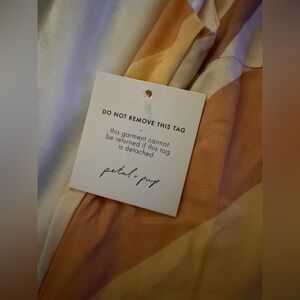 DO NOT REMOVE THIS TAG
–
this garment cannot
be returned if this tag
is detached
petal + pup